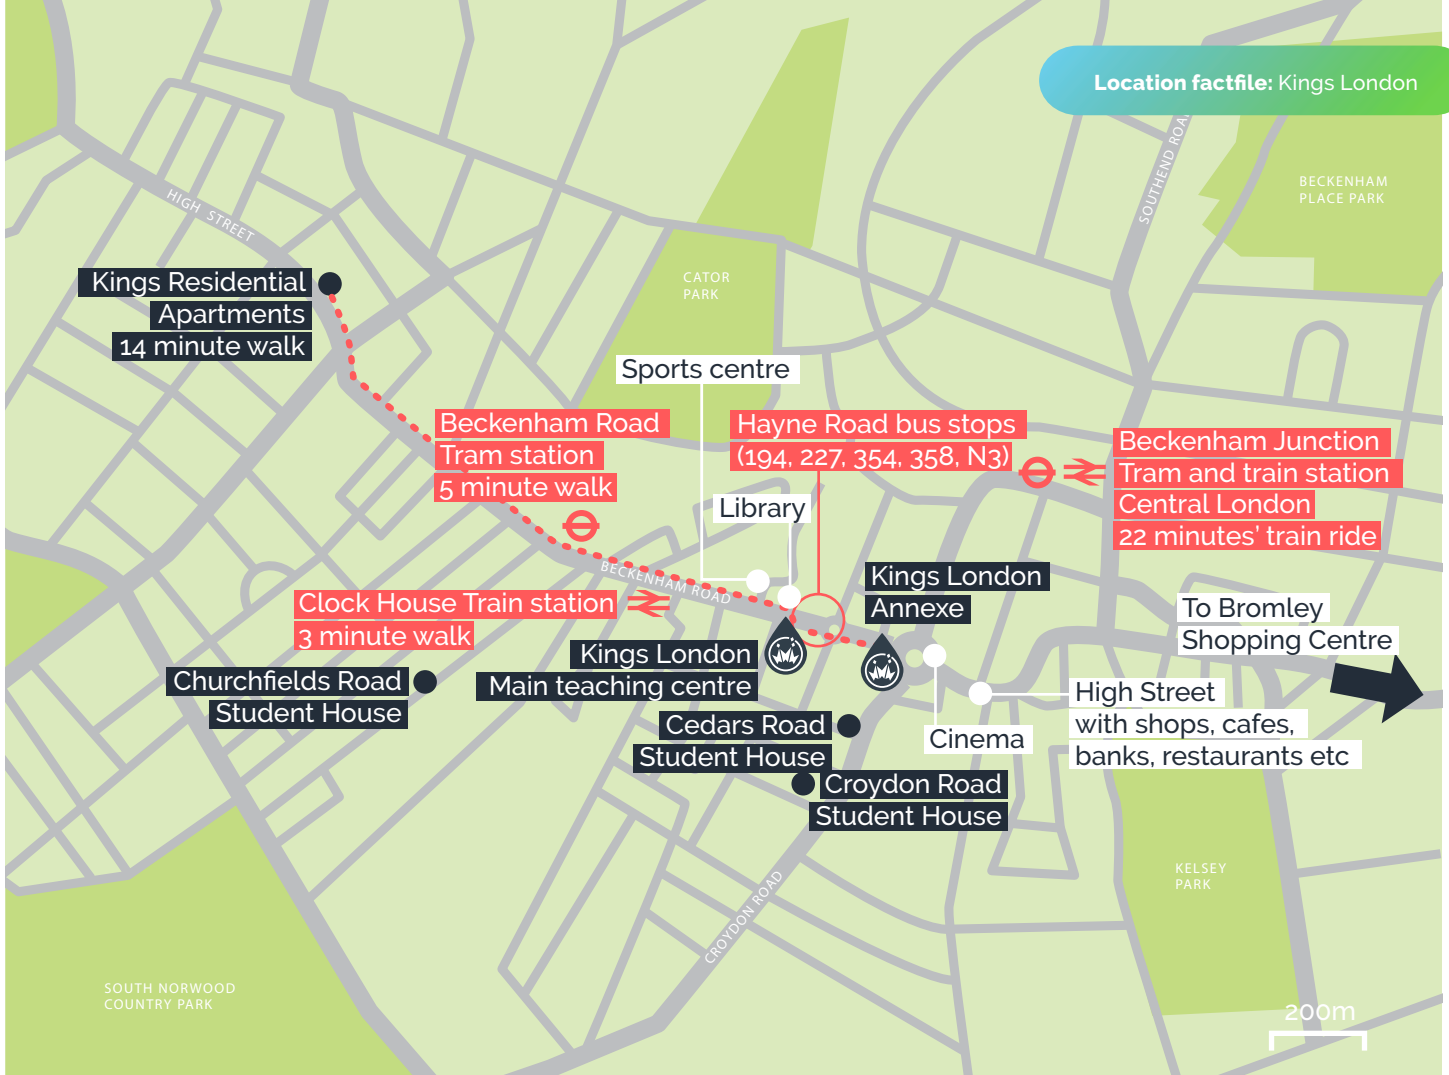 Location factfile: Kings London
SOUTHEND ROAD
BECKENHAM
PLACE PARK
HIGH STREET
CATOR
PARK
Kings Residential
Apartments
14 minute walk
Sports centre
Beckenham Road
Tram station
5 minute walk
Hayne Road bus stops
(194, 227, 354, 358, N3)
Beckenham Junction
Tram and train station
Central London
22 minutes' train ride
Library
BECKENHAM ROAD
Kings London
Annexe
Clock House Train station
3 minute walk
To Bromley
Shopping Centre
Kings London
Main teaching centre
Churchfields Road
Student House
High Street
with shops, cafes,
banks, restaurants etc
Cedars Road
Student House
Cinema
Croydon Road
Student House
KELSEY
PARK
CROYDON ROAD
SOUTH NORWOOD
COUNTRY PARK
200m